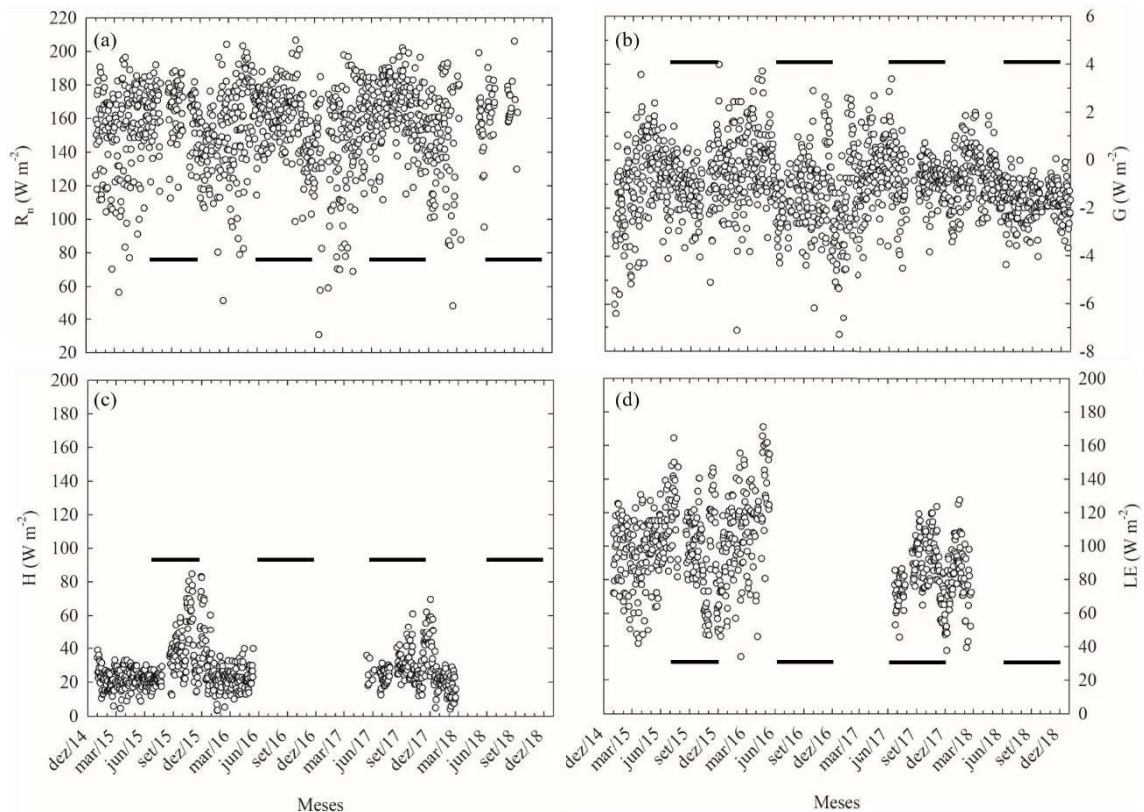 (a)
220
200
180
160
140
120
100
80
60
40
20
Rn (W m-2)
(b)
6
4
2
0
-2
-4
-6
-8
G (W m-2)
(c)
200
180
160
140
120
100
80
60
40
20
0
H (W m-2)
dez/14
mar/15
jun/15
set/15
dez/15
mar/16
jun/16
set/16
dez/16
mar/17
jun/17
set/17
dez/17
mar/18
jun/18
set/18
dez/18
Meses
(d)
200
180
160
140
120
100
80
60
40
20
0
LE (W m-2)
dez/14
mar/15
jun/15
set/15
dez/15
mar/16
jun/16
set/16
dez/16
mar/17
jun/17
set/17
dez/17
mar/18
jun/18
set/18
dez/18
Meses